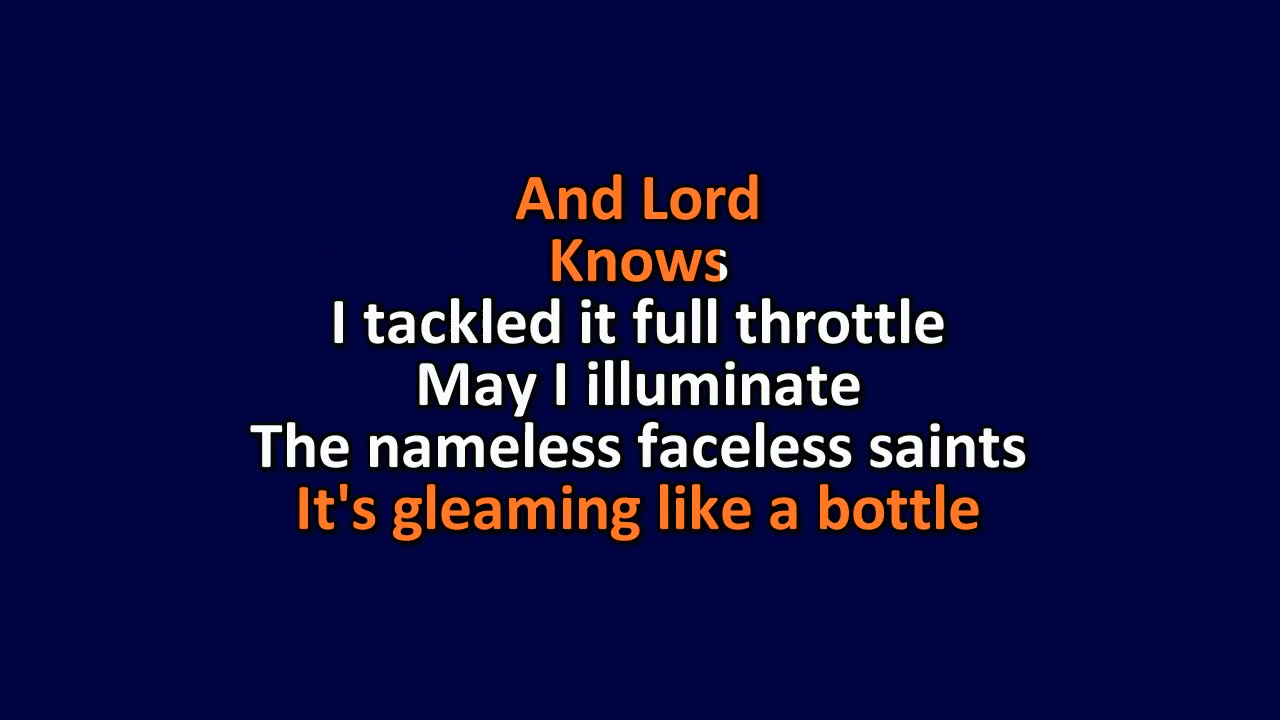 And Lord
Knows
I tackled it full throttle
May I illuminate
The nameless faceless saints
It's gleaming like a bottle